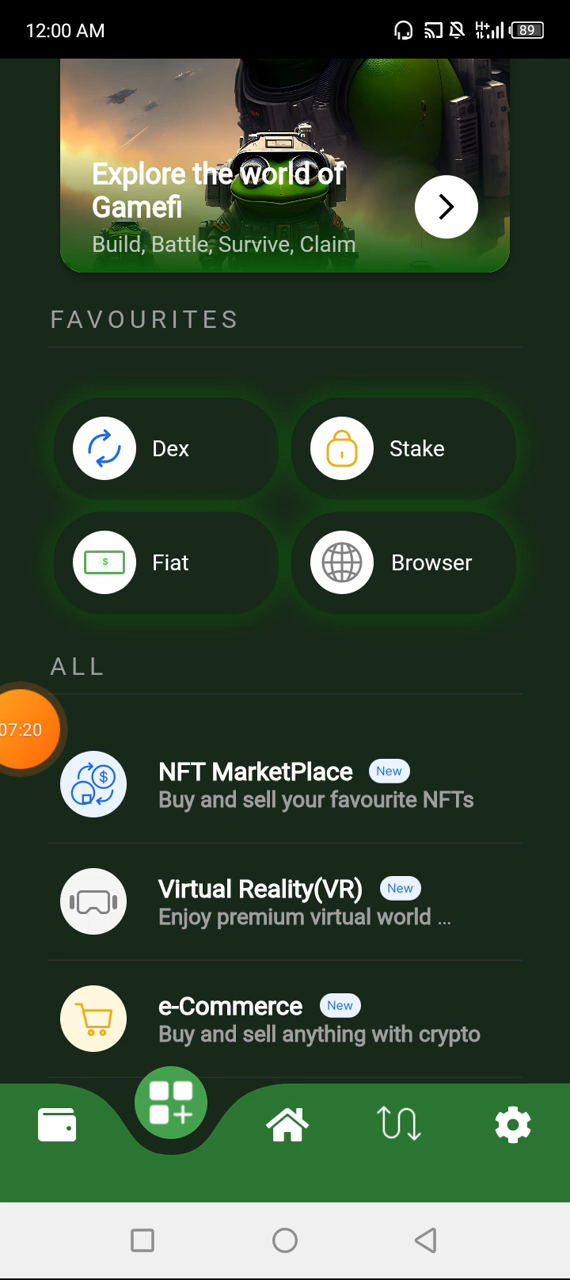 12:00 AM
H+
89
Explore the world of
Gamefi
Build, Battle, Survive, Claim
FAVOURITES
Dex
Stake
$
Fiat
Browser
ALL
07:20
$
NFT MarketPlace New
Buy and sell your favourite NFTs
Virtual Reality(VR) New
Enjoy premium virtual world ...
e-Commerce New
Buy and sell anything with crypto